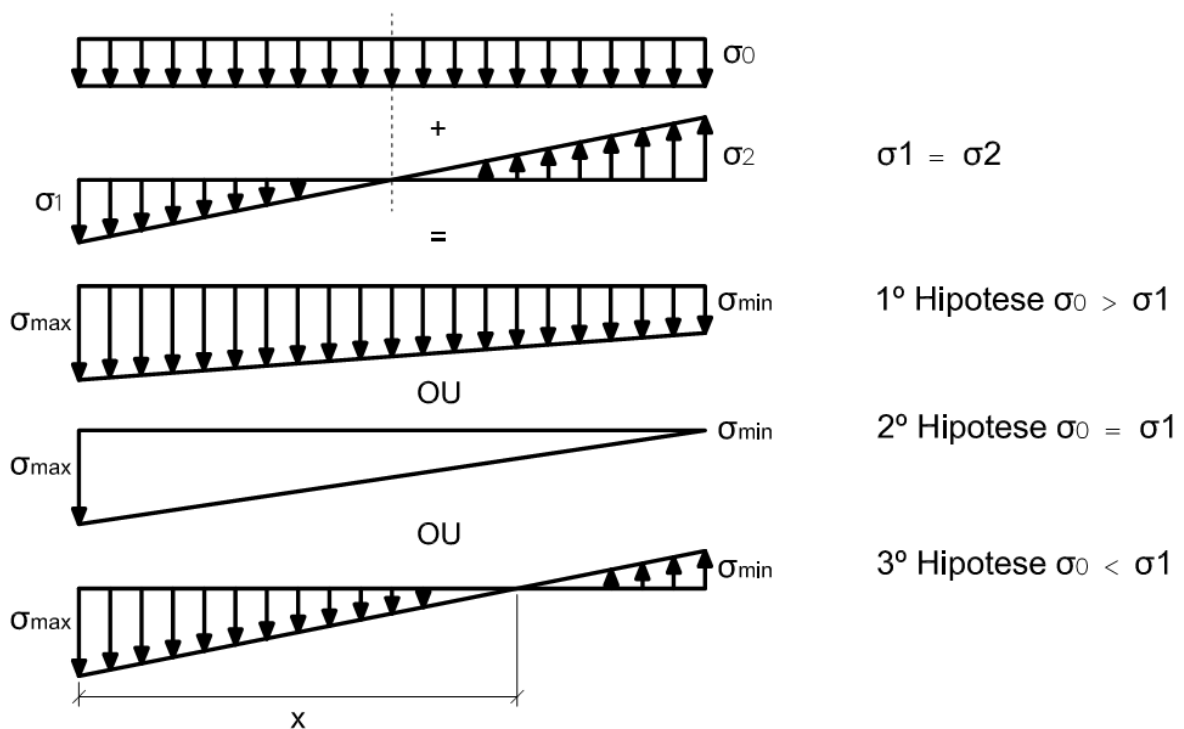 σ0
+
σ1
σ2
σ1 = σ2
=
σmax
σmin
1º Hipotese σ0 > σ1
OU
σmax
σmin
2º Hipotese σ0 = σ1
OU
σmax
σmin
3º Hipotese σ0 < σ1
x